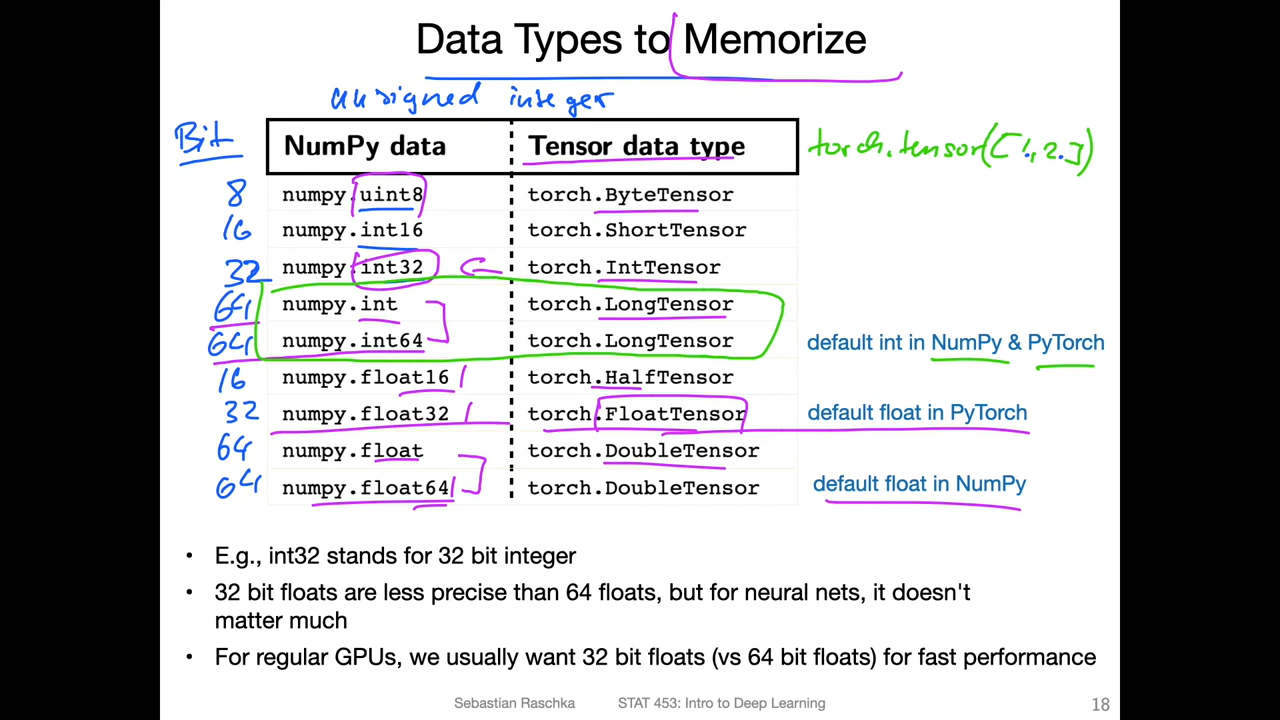 Data Types to Memorize
unsigned integer
Bit
NumPy data Tensor data type torch.tensor([1., 2.])
8 numpy.uint8 torch.ByteTensor
16 numpy.int16 torch.ShortTensor
32 numpy.int32 torch.IntTensor
64 numpy.int torch.LongTensor
64 numpy.int64 torch.LongTensor default int in NumPy & PyTorch
16 numpy.float16 torch.HalfTensor
32 numpy.float32 torch.FloatTensor default float in PyTorch
64 numpy.float torch.DoubleTensor
64 numpy.float64 torch.DoubleTensor default float in NumPy
• E.g., int32 stands for 32 bit integer
• 32 bit floats are less precise than 64 floats, but for neural nets, it doesn't
matter much
• For regular GPUs, we usually want 32 bit floats (vs 64 bit floats) for fast performance
Sebastian Raschka STAT 453: Intro to Deep Learning 18